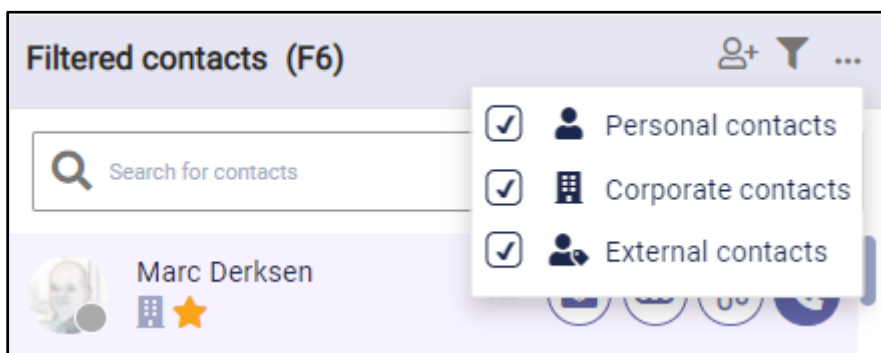 Filtered contacts (F6)
Personal contacts
Search for contacts
Corporate contacts
External contacts
Marc Derksen